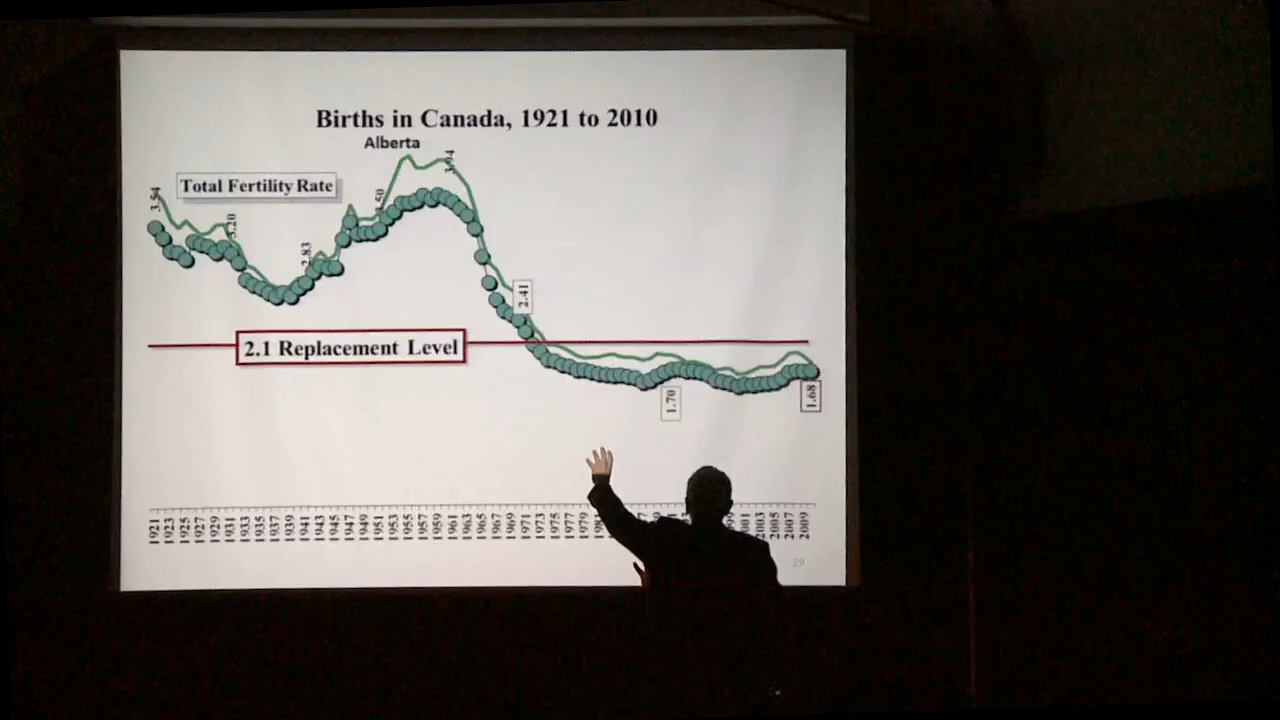 Births in Canada, 1921 to 2010
Alberta
Total Fertility Rate
3.54
3.20
2.83
3.50
3.94
2.41
2.1 Replacement Level
1.70
1.68
1921 1923 1925 1927 1929 1931 1933 1935 1937 1939 1941 1943 1945 1947 1949 1951 1953 1955 1957 1959 1961 1963 1965 1967 1969 1971 1973 1975 1977 1979 2003 2005 2007 2009
29